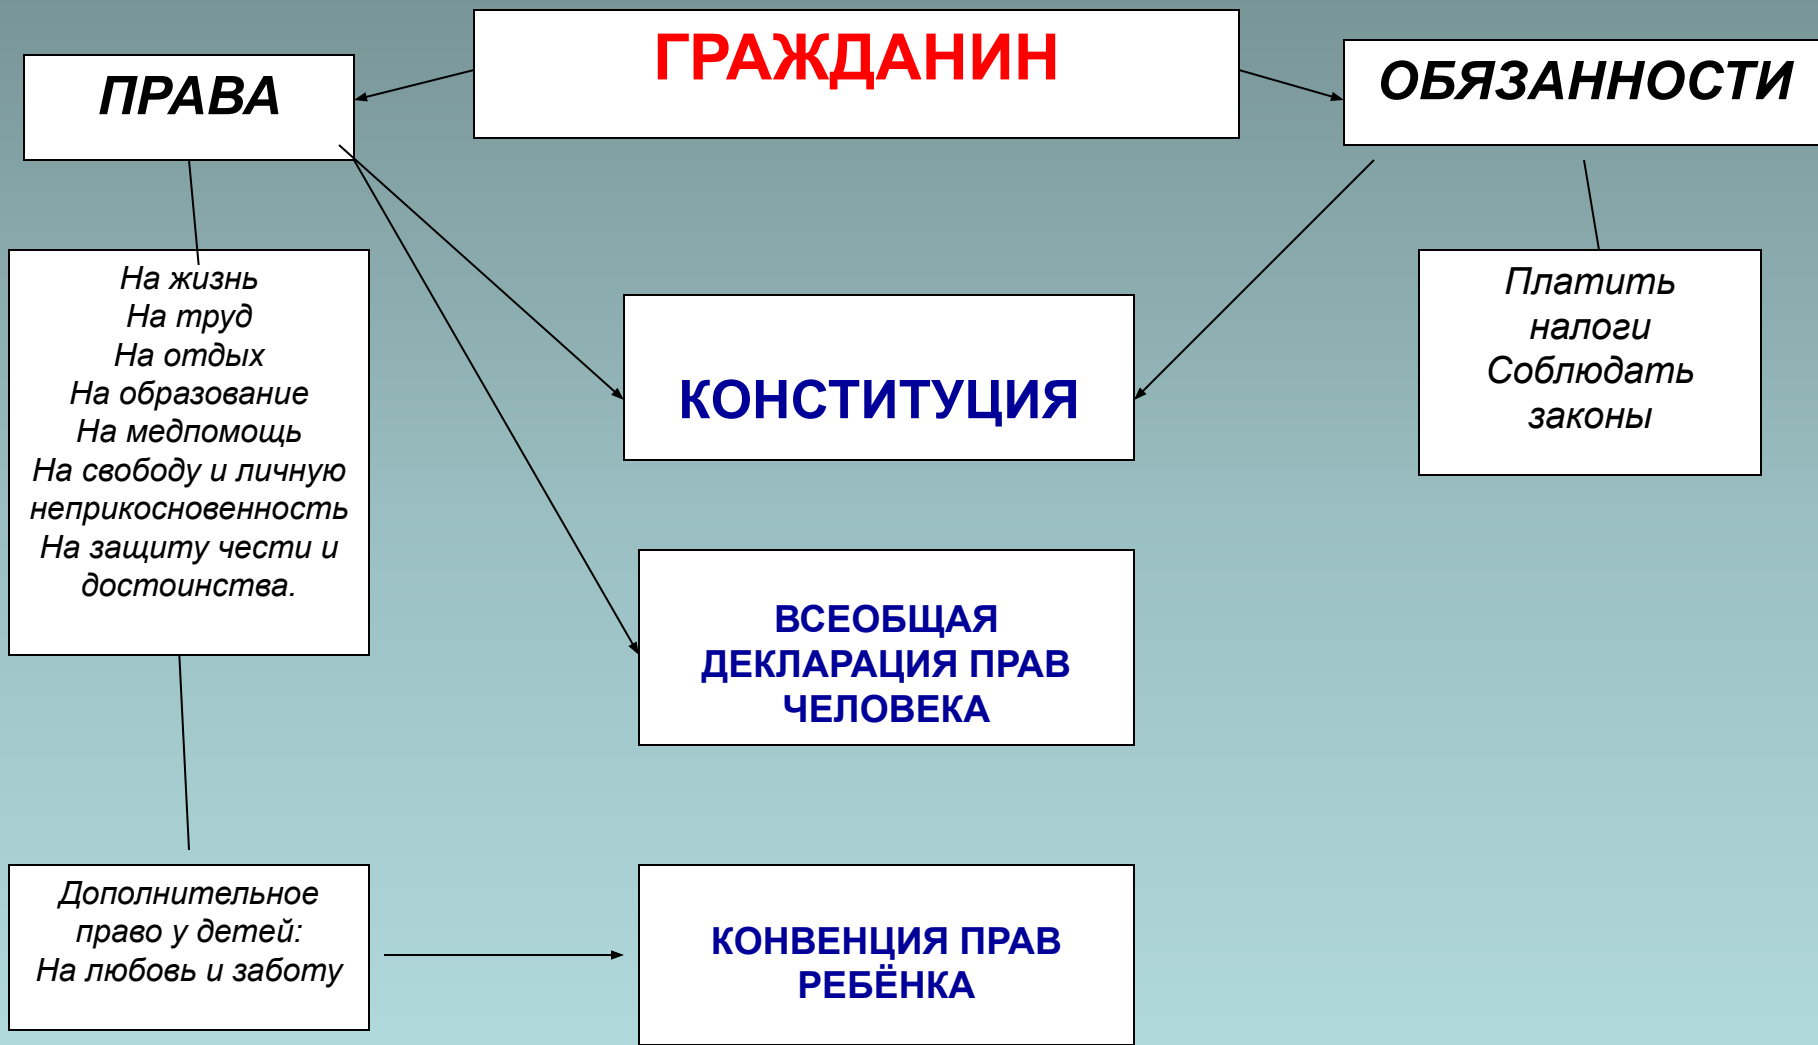 ГРАЖДАНИН
ПРАВА
ОБЯЗАННОСТИ
На жизнь
На труд
На отдых
На образование
На медпомощь
На свободу и личную
неприкосновенность
На защиту чести и
достоинства.
КОНСТИТУЦИЯ
Платить
налоги
Соблюдать
законы
ВСЕОБЩАЯ
ДЕКЛАРАЦИЯ ПРАВ
ЧЕЛОВЕКА
Дополнительное
право у детей:
На любовь и заботу
КОНВЕНЦИЯ ПРАВ
РЕБЁНКА